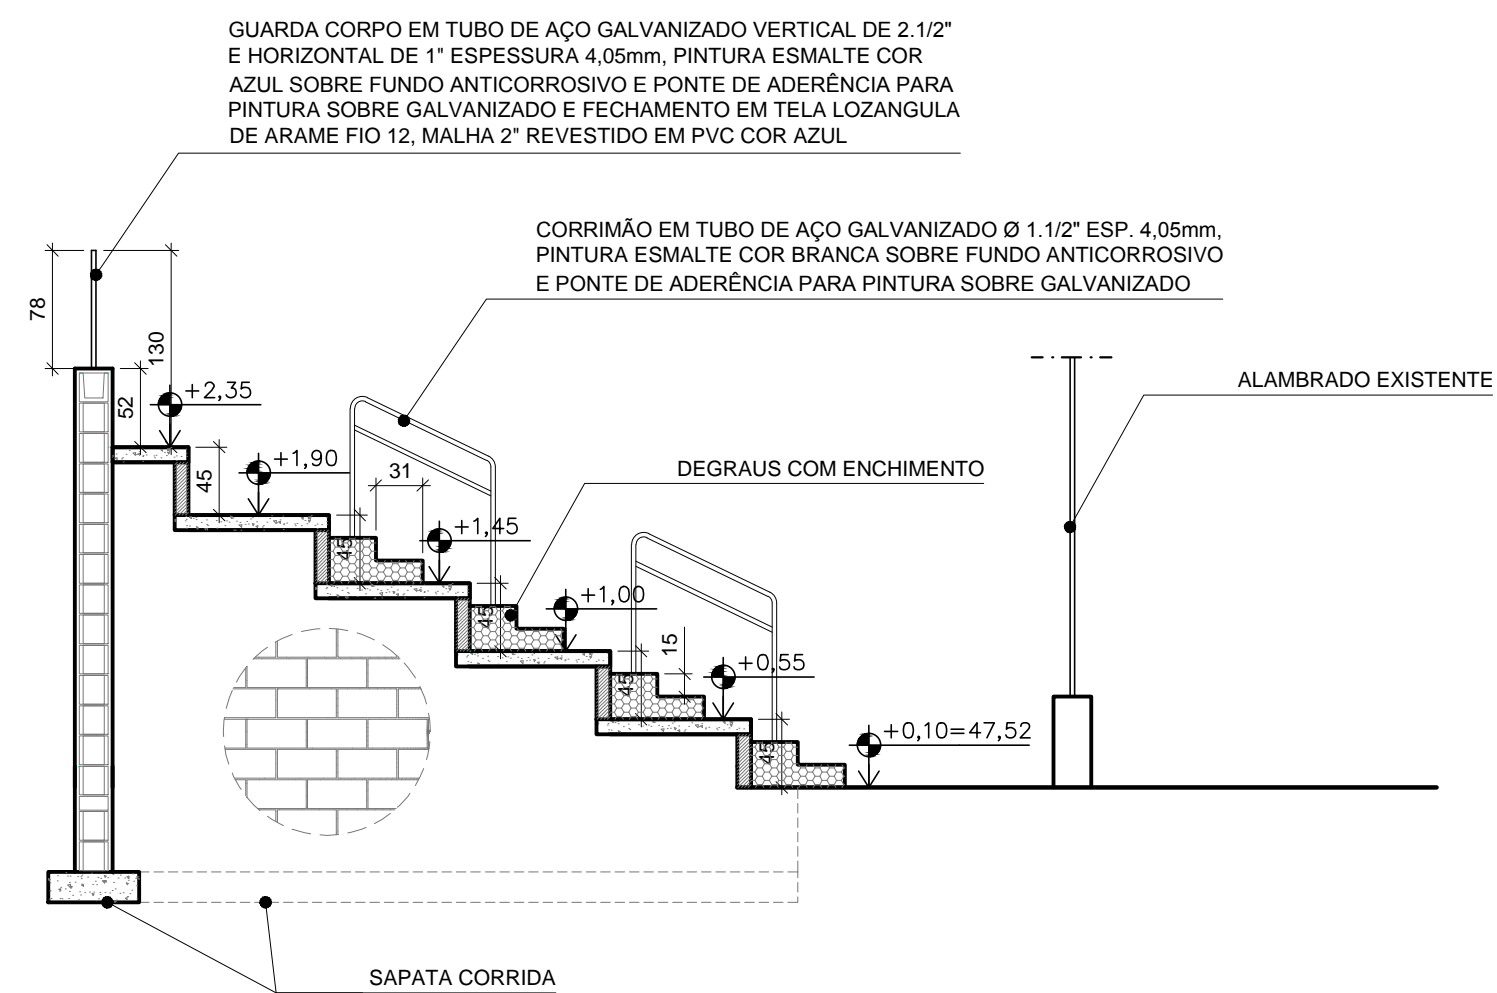 GUARDA CORPO EM TUBO DE AÇO GALVANIZADO VERTICAL DE 2.1/2"
E HORIZONTAL DE 1" ESPESSURA 4,05mm, PINTURA ESMALTE COR
AZUL SOBRE FUNDO ANTICORROSIVO E PONTE DE ADERÊNCIA PARA
PINTURA SOBRE GALVANIZADO E FECHAMENTO EM TELA LOZANGULA
DE ARAME FIO 12, MALHA 2" REVESTIDO EM PVC COR AZUL
CORRIMÃO EM TUBO DE AÇO GALVANIZADO Ø 1.1/2" ESP. 4,05mm,
PINTURA ESMALTE COR BRANCA SOBRE FUNDO ANTICORROSIVO
E PONTE DE ADERÊNCIA PARA PINTURA SOBRE GALVANIZADO
78
130
52
+2,35
ALAMBRADO EXISTENTE
+1,90
45
31
DEGRAUS COM ENCHIMENTO
+1,45
45
+1,00
45
15
+0,55
45
+0,10=47,52
45
SAPATA CORRIDA